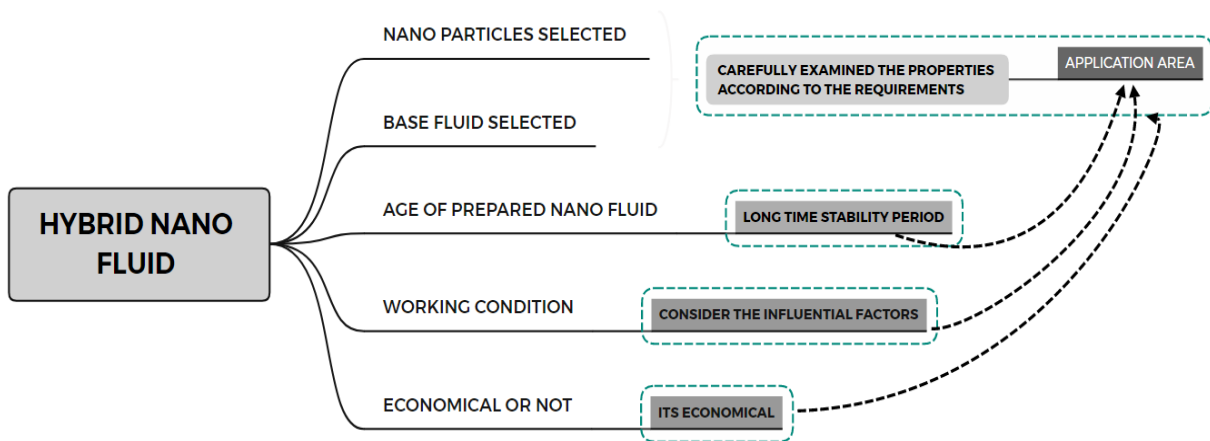 NANO PARTICLES SELECTED
CAREFULLY EXAMINED THE PROPERTIES
ACCORDING TO THE REQUIREMENTS
APPLICATION AREA
BASE FLUID SELECTED
HYBRID NANO
FLUID
AGE OF PREPARED NANO FLUID
LONG TIME STABILITY PERIOD
WORKING CONDITION
CONSIDER THE INFLUENTIAL FACTORS
ECONOMICAL OR NOT
ITS ECONOMICAL